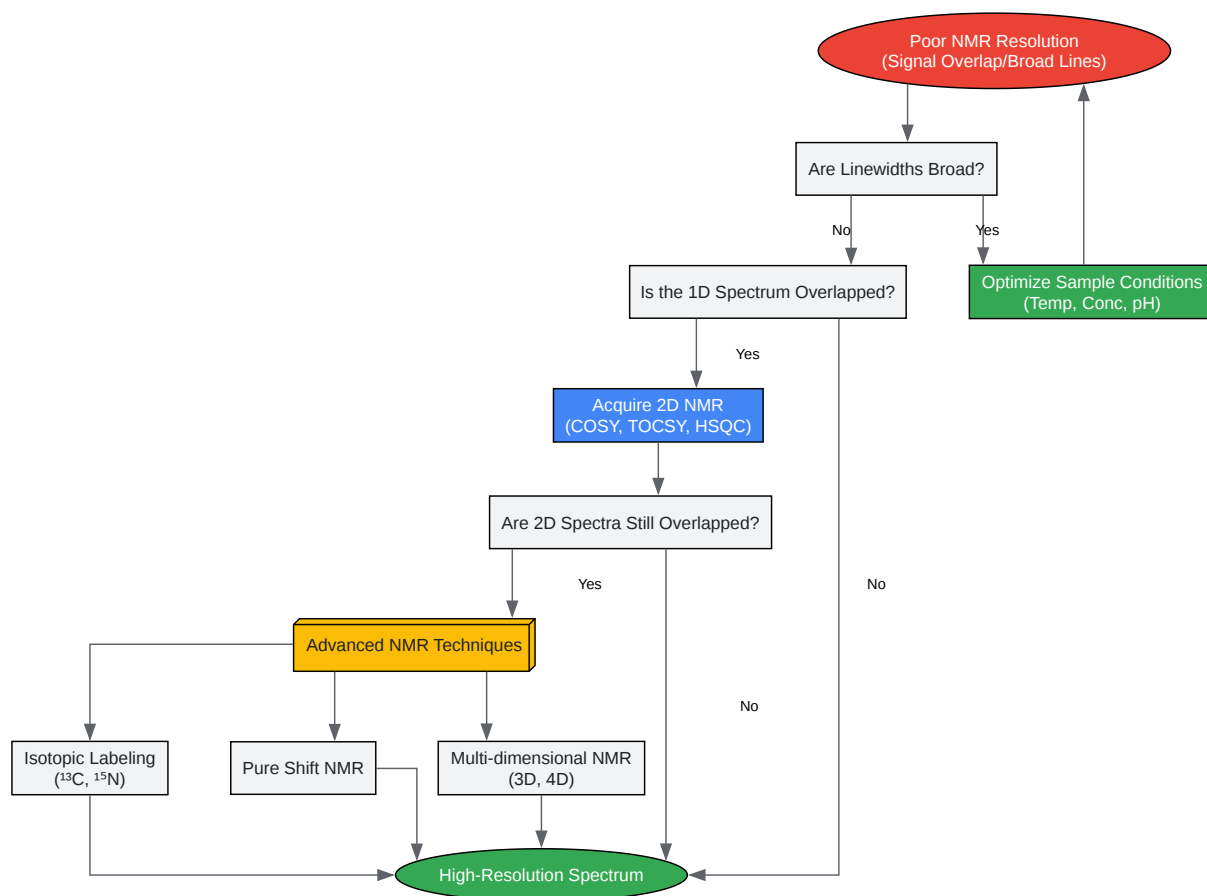 Poor NMR Resolution
(Signal Overlap/Broad Lines)
Are Linewidths Broad?
No
Yes
Is the 1D Spectrum Overlapped?
Optimize Sample Conditions
(Temp, Conc, pH)
Yes
Acquire 2D NMR
(COSY, TOCSY, HSQC)
Are 2D Spectra Still Overlapped?
Yes
No
Advanced NMR Techniques
No
Isotopic Labeling
(¹³C, ¹⁵N)
Pure Shift NMR
Multi-dimensional NMR
(3D, 4D)
High-Resolution Spectrum